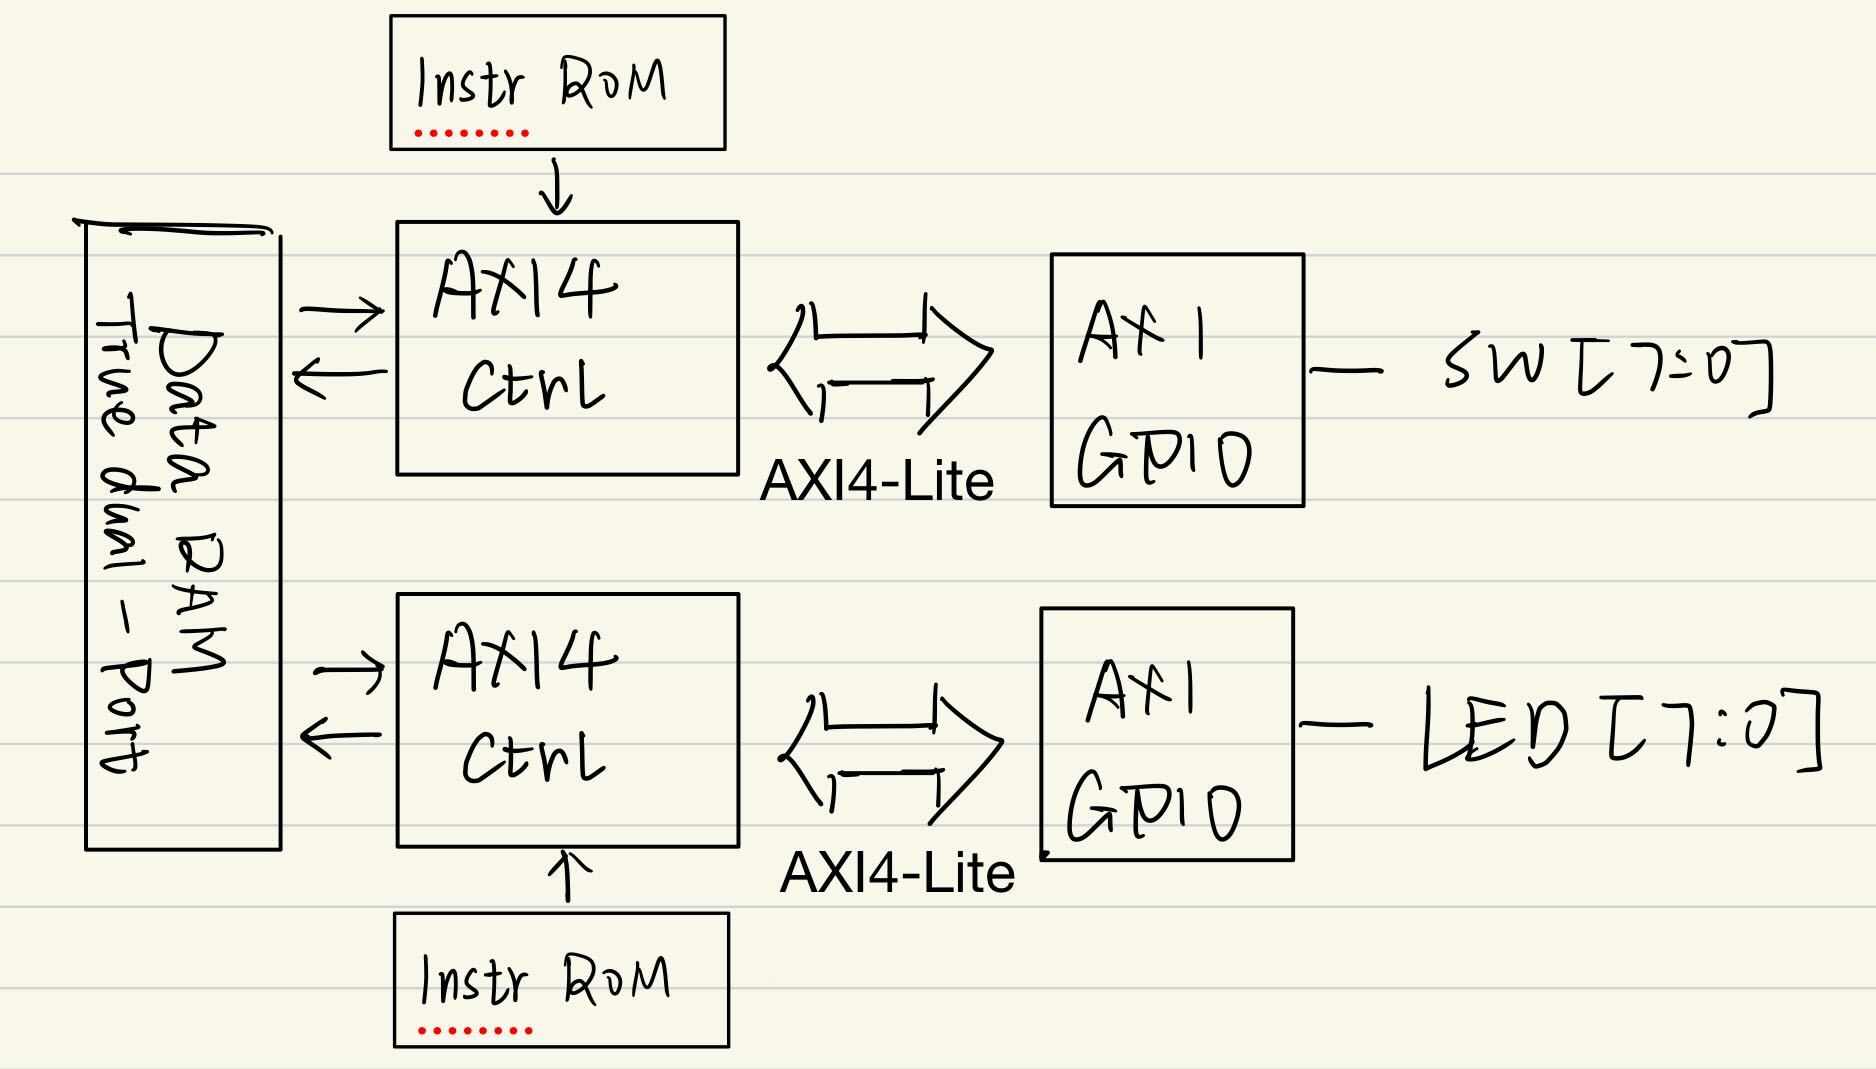 Instr ROM
AXI4
Ctrl
AXI4-Lite
AXI
GPIO
SW[7:0]
Data RAM
True dual-Port
AXI4
Ctrl
AXI4-Lite
AXI
GPIO
LED[7:0]
Instr ROM